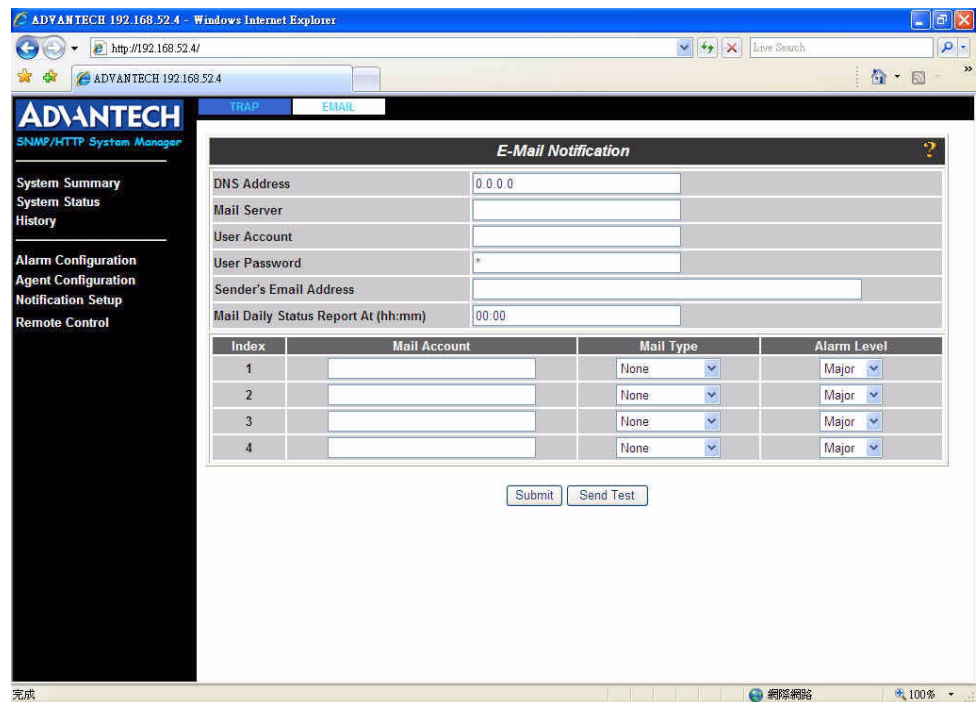 ADVANTECH 192.168.52.4 - Windows Internet Explorer
http://192.168.52.4/
Live Search
ADVANTECH 192.168.52.4
ADVANTECH
SNMP/HTTP System Manager
System Summary
System Status
History
Alarm Configuration
Agent Configuration
Notification Setup
Remote Control
TRAP EMAIL
E-Mail Notification ?
DNS Address 0.0.0.0
Mail Server
User Account
User Password *
Sender's Email Address
Mail Daily Status Report At (hh:mm) 00:00
Index Mail Account Mail Type Alarm Level
1 None Major
2 None Major
3 None Major
4 None Major
Submit Send Test
完成 網際網路 100%